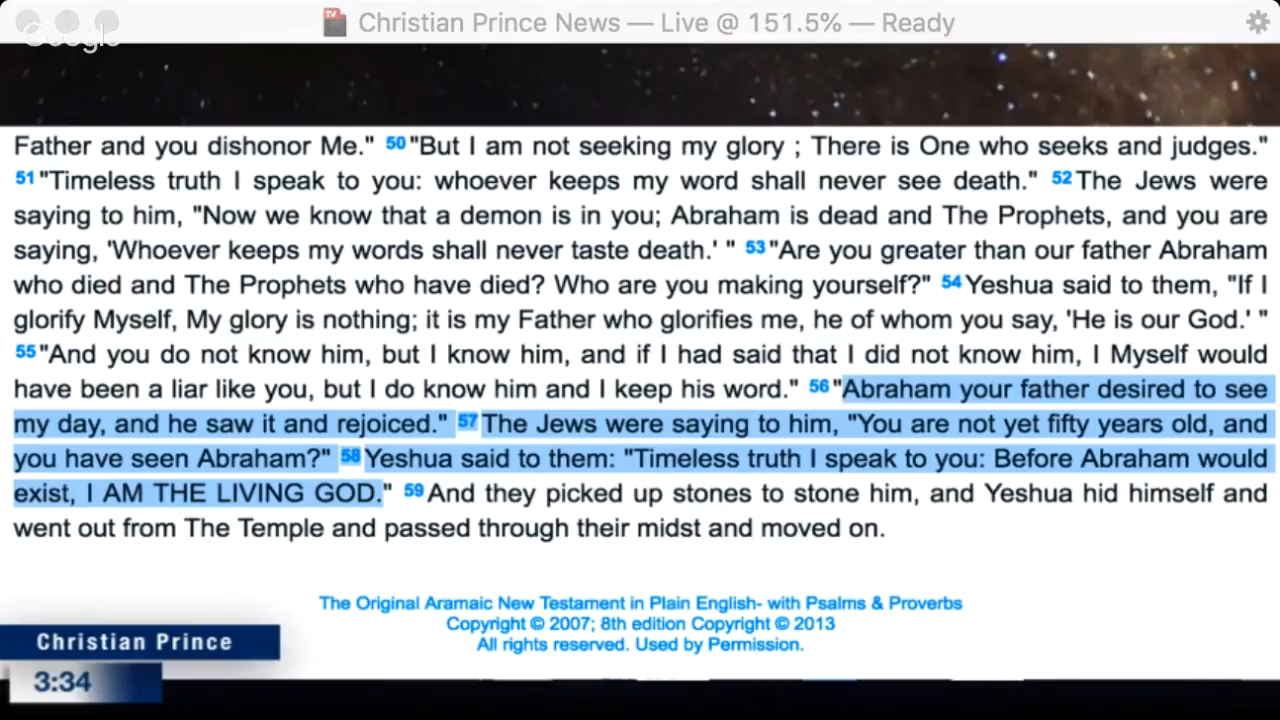 Christian Prince News — Live @ 151.5% — Ready
Google
Father and you dishonor Me." 50 "But I am not seeking my glory ; There is One who seeks and judges."
51 "Timeless truth I speak to you: whoever keeps my word shall never see death." 52 The Jews were
saying to him, "Now we know that a demon is in you; Abraham is dead and The Prophets, and you are
saying, 'Whoever keeps my words shall never taste death.' " 53 "Are you greater than our father Abraham
who died and The Prophets who have died? Who are you making yourself?" 54 Yeshua said to them, "If I
glorify Myself, My glory is nothing; it is my Father who glorifies me, he of whom you say, 'He is our God.' "
55 "And you do not know him, but I know him, and if I had said that I did not know him, I Myself would
have been a liar like you, but I do know him and I keep his word." 56 "Abraham your father desired to see
my day, and he saw it and rejoiced." 57 The Jews were saying to him, "You are not yet fifty years old, and
you have seen Abraham?" 58 Yeshua said to them: "Timeless truth I speak to you: Before Abraham would
exist, I AM THE LIVING GOD." 59 And they picked up stones to stone him, and Yeshua hid himself and
went out from The Temple and passed through their midst and moved on.
The Original Aramaic New Testament in Plain English- with Psalms & Proverbs
Copyright © 2007; 8th edition Copyright © 2013
All rights reserved. Used by Permission.
Christian Prince
3:34